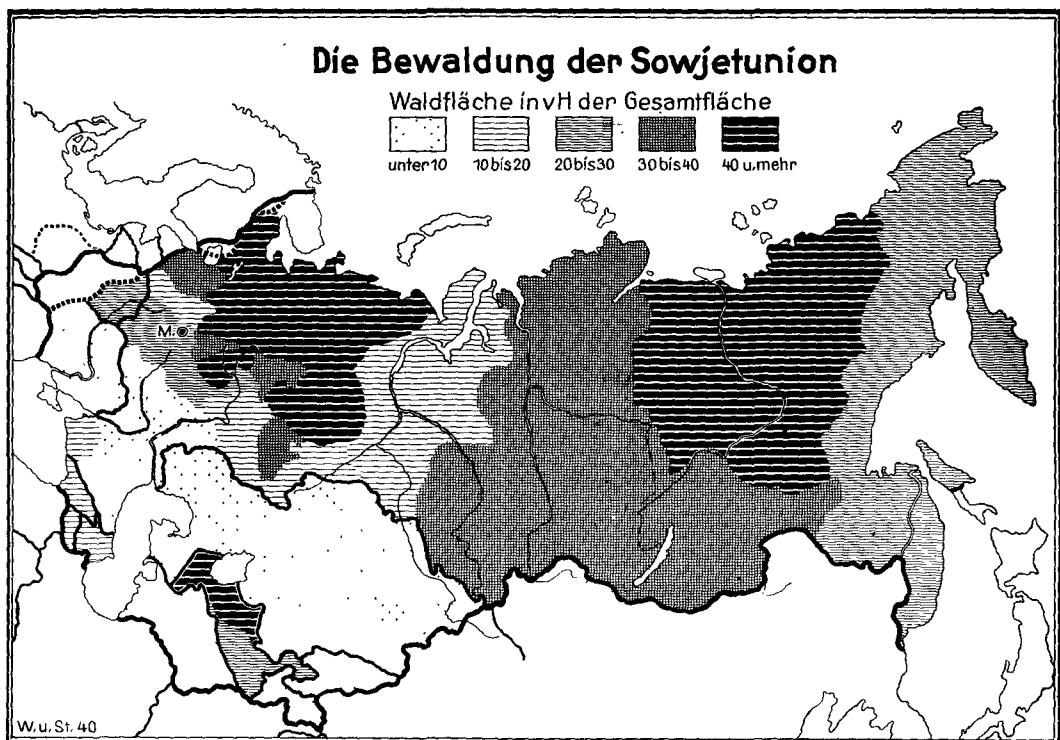 Die Bewaldung der Sowjetunion
Waldfläche in vH der Gesamtfläche
unter 10 10 bis 20 20 bis 30 30 bis 40 40 u. mehr
M.
W. u. St. 40